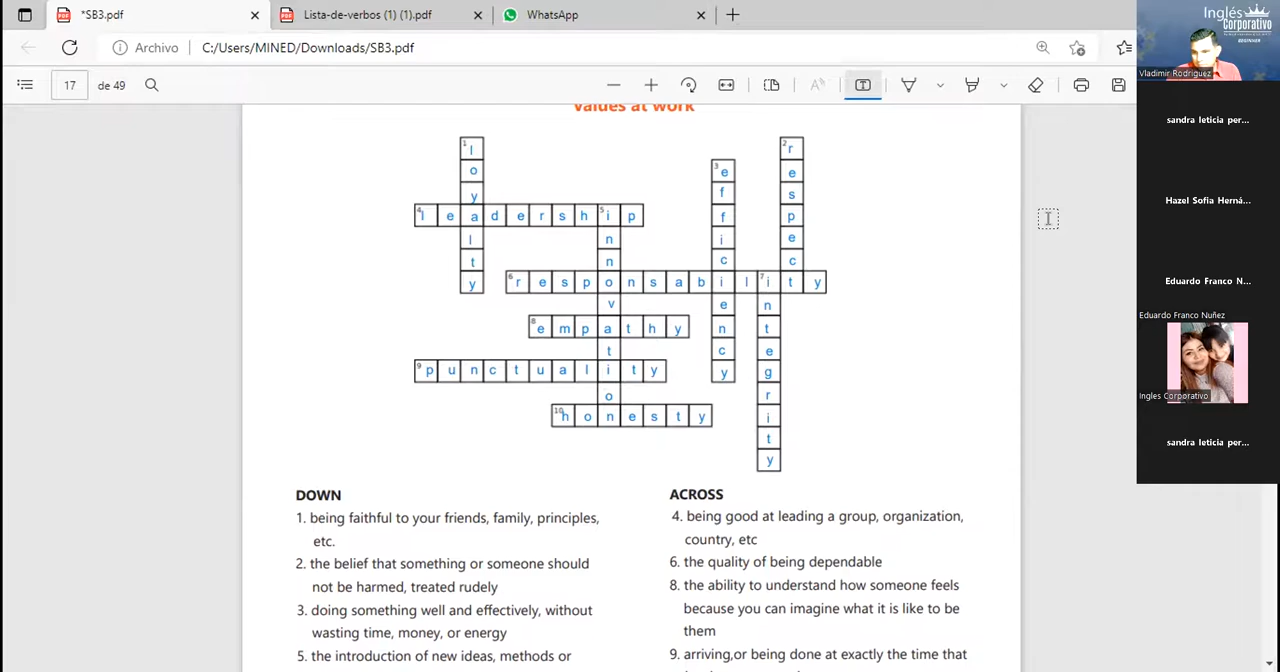 *SB3.pdf
Lista-de-verbos (1) (1).pdf
WhatsApp
Archivo
C:/Users/MINED/Downloads/SB3.pdf
17 de 49
Values at work
1 l o y a l t y
2 r e s p e c t
3 e f f i c i e n c y
4 l e a d e r s h i p
5 i n n o v a t i o n
6 r e s p o n s a b i l i t y
7 i n t e g r i t y
8 e m p a t h y
9 p u n c t u a l i t y
10 h o n e s t y
DOWN
1. being faithful to your friends, family, principles,
etc.
2. the belief that something or someone should
not be harmed, treated rudely
3. doing something well and effectively, without
wasting time, money, or energy
5. the introduction of new ideas, methods or
ACROSS
4. being good at leading a group, organization,
country, etc
6. the quality of being dependable
8. the ability to understand how someone feels
because you can imagine what it is like to be
them
9. arriving,or being done at exactly the time that
Inglés
Corporativo
BEGINNER
Vladimir Rodriguez
sandra leticia per...
Hazel Sofia Herná...
Eduardo Franco N...
Eduardo Franco Nuñez
Ingles Corporativo
sandra leticia per...